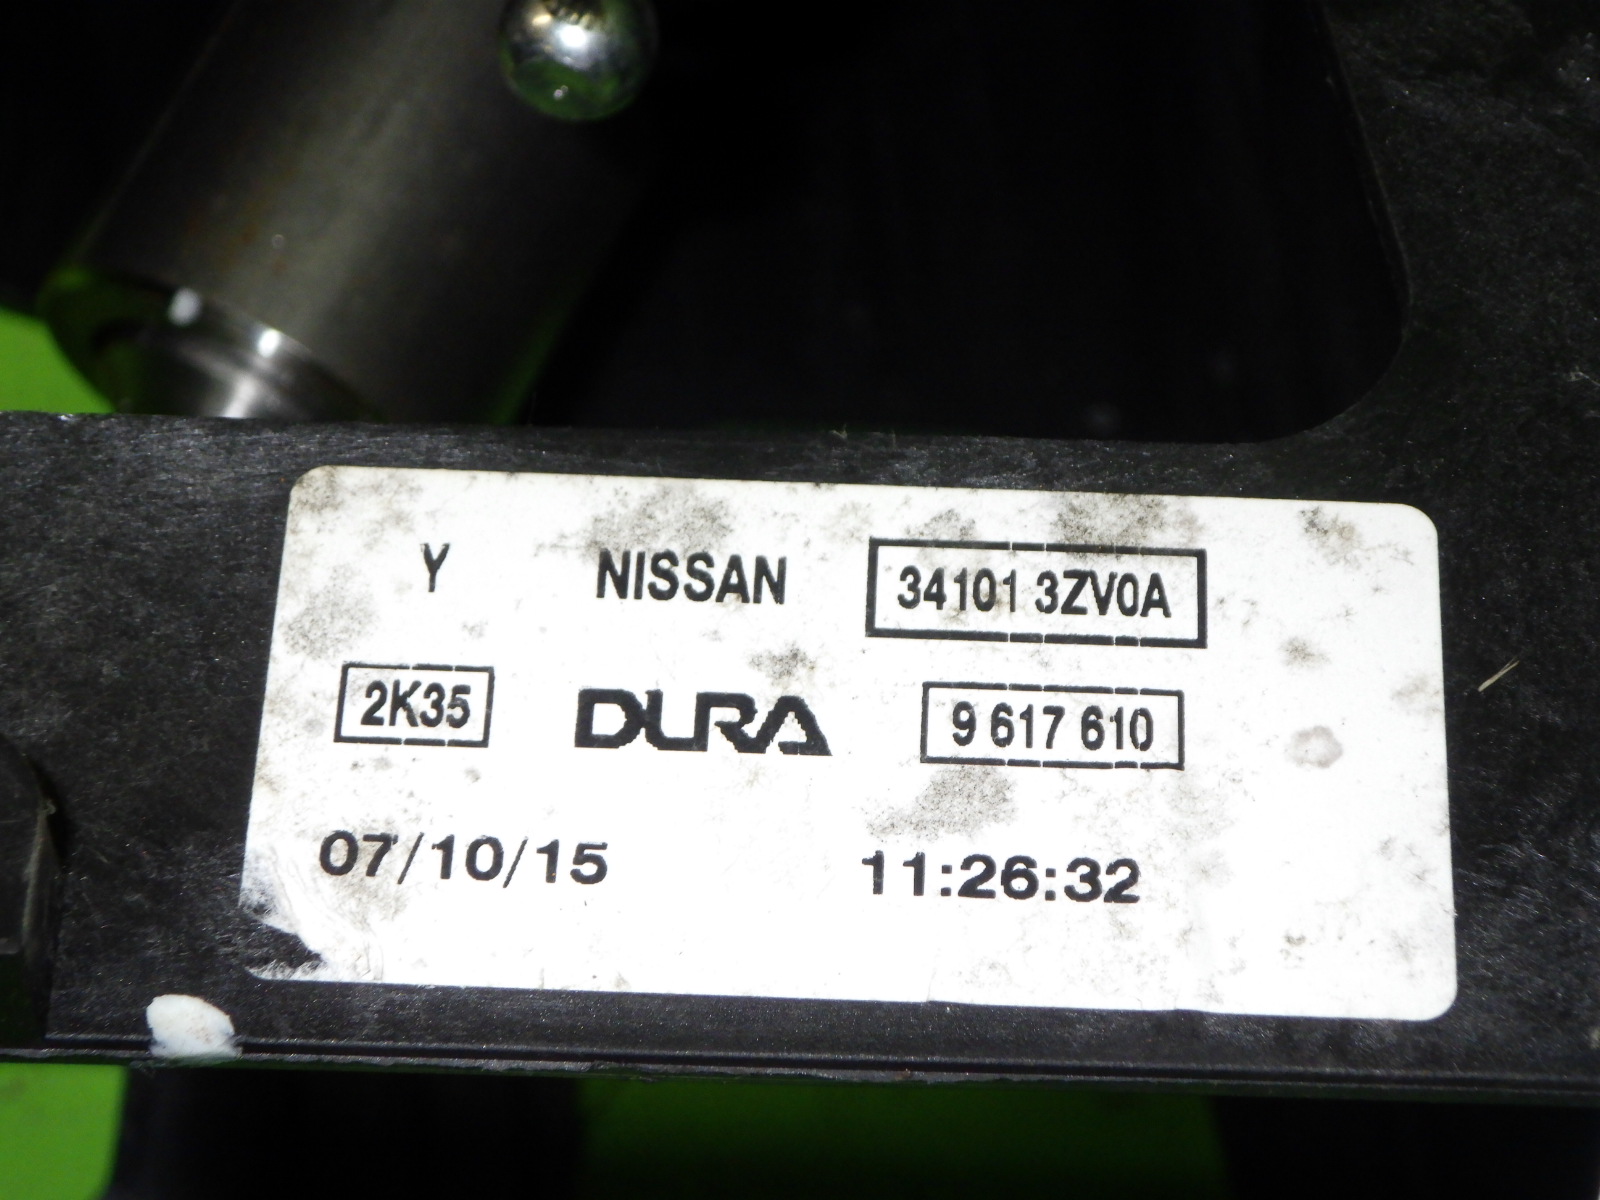 Y NISSAN 34101 3ZV0A
2K35 DURA 9 617 610
07/10/15 11:26:32